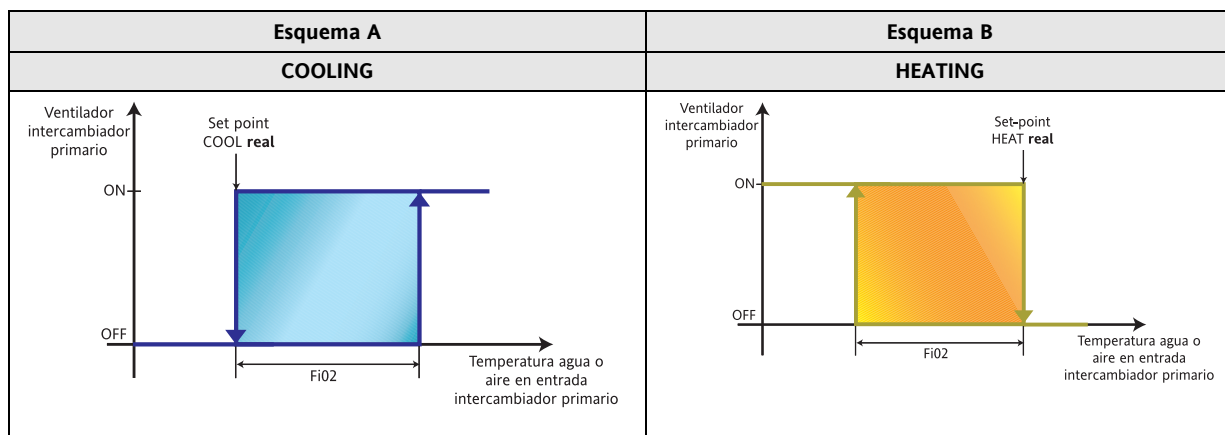 Esquema A
Esquema B
COOLING
HEATING
Ventilador
intercambiador
primario
Set point
COOL real
ON
OFF
Fi02
Temperatura agua o
aire en entrada
intercambiador primario
Ventilador
intercambiador
primario
Set-point
HEAT real
ON
OFF
Fi02
Temperatura agua o
aire en entrada
intercambiador primario